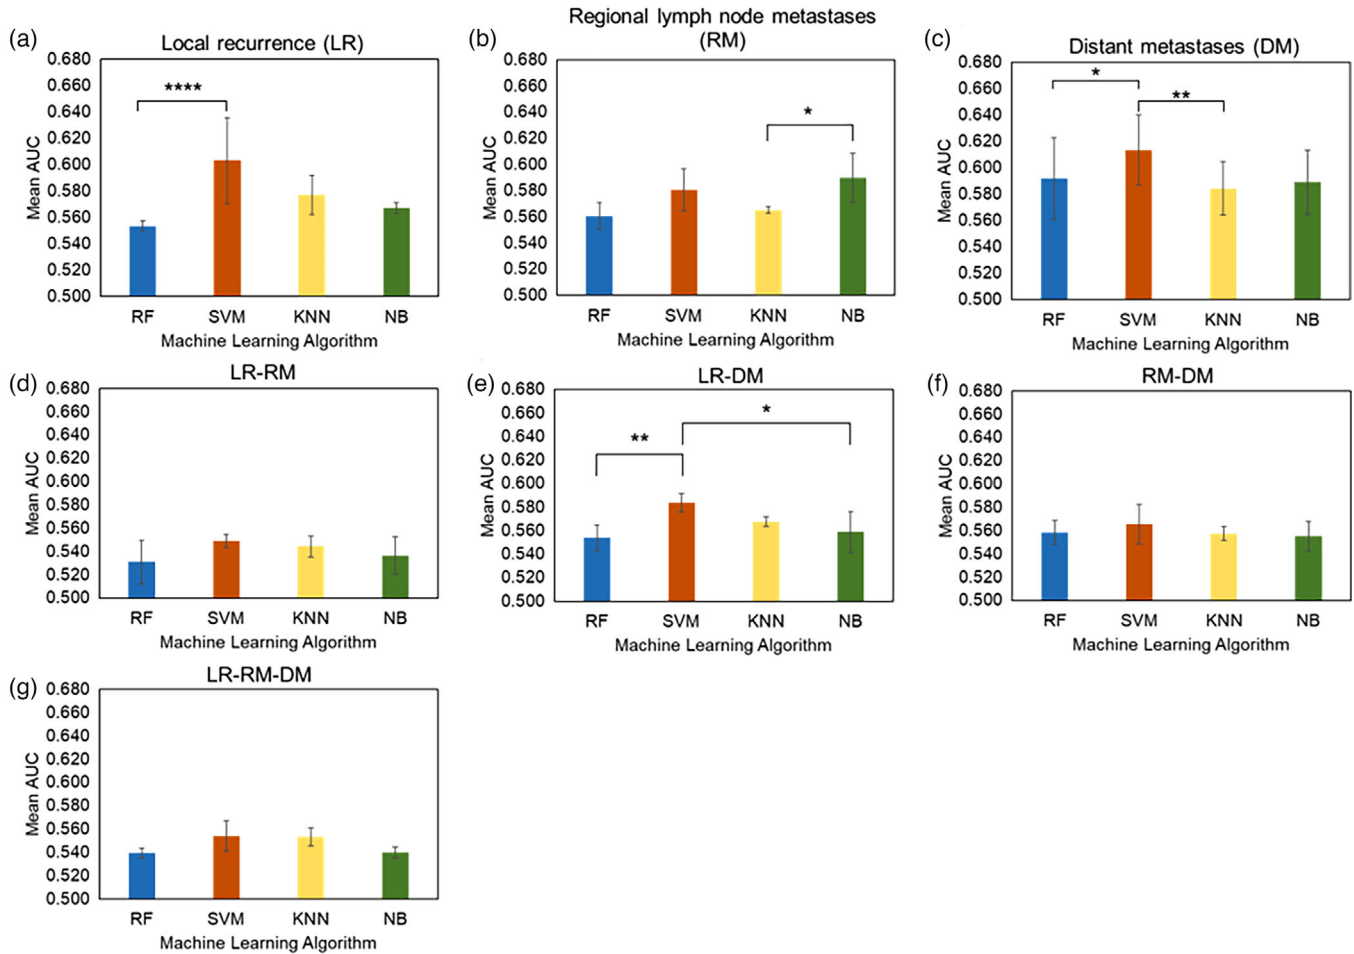 (a)
Local recurrence (LR)
Mean AUC
0.680
0.660
0.640
0.620
0.600
0.580
0.560
0.540
0.520
0.500
****
RF SVM KNN NB
Machine Learning Algorithm
(b)
Regional lymph node metastases
(RM)
Mean AUC
0.680
0.660
0.640
0.620
0.600
0.580
0.560
0.540
0.520
0.500
*
RF SVM KNN NB
Machine Learning Algorithm
(c)
Distant metastases (DM)
Mean AUC
0.680
0.660
0.640
0.620
0.600
0.580
0.560
0.540
0.520
0.500
*
**
RF SVM KNN NB
Machine Learning Algorithm
(d)
LR-RM
Mean AUC
0.680
0.660
0.640
0.620
0.600
0.580
0.560
0.540
0.520
0.500
RF SVM KNN NB
Machine Learning Algorithm
(e)
LR-DM
Mean AUC
0.680
0.660
0.640
0.620
0.600
0.580
0.560
0.540
0.520
0.500
*
**
RF SVM KNN NB
Machine Learning Algorithm
(f)
RM-DM
Mean AUC
0.680
0.660
0.640
0.620
0.600
0.580
0.560
0.540
0.520
0.500
RF SVM KNN NB
Machine Learning Algorithm
(g)
LR-RM-DM
Mean AUC
0.680
0.660
0.640
0.620
0.600
0.580
0.560
0.540
0.520
0.500
RF SVM KNN NB
Machine Learning Algorithm